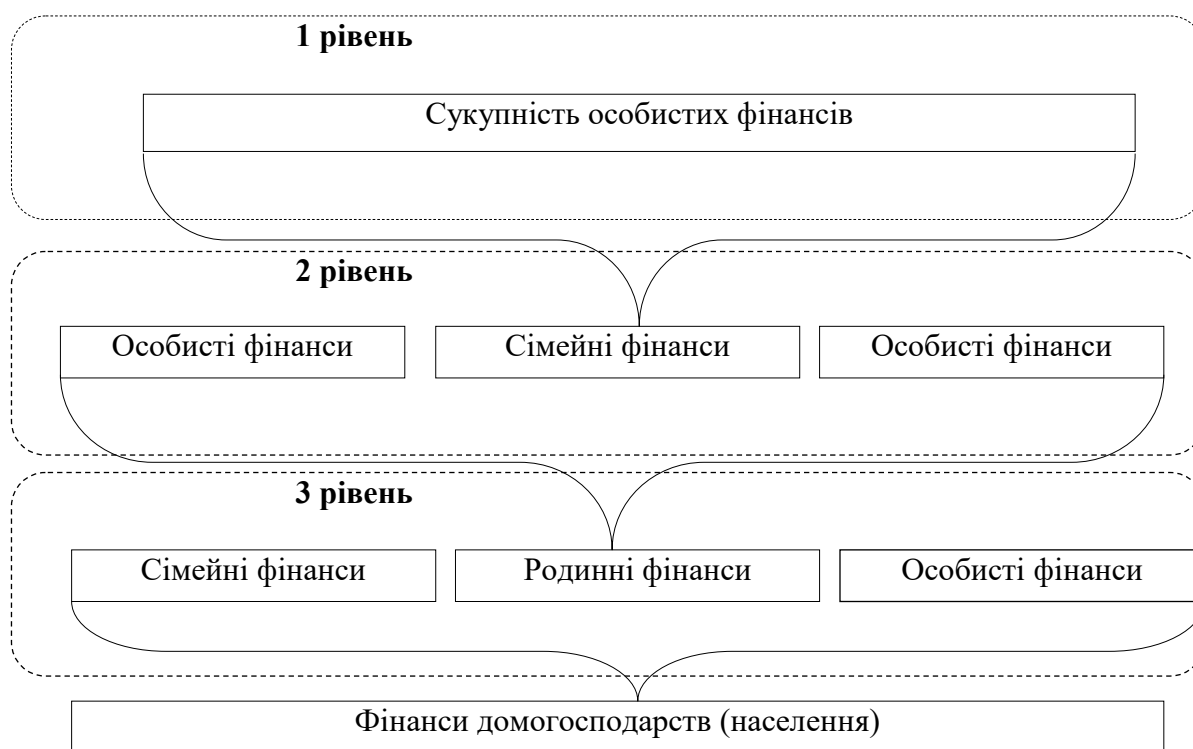 1 рівень
Сукупність особистих фінансів
2 рівень
Особисті фінанси
Сімейні фінанси
Особисті фінанси
3 рівень
Сімейні фінанси
Родинні фінанси
Особисті фінанси
Фінанси домогосподарств (населення)